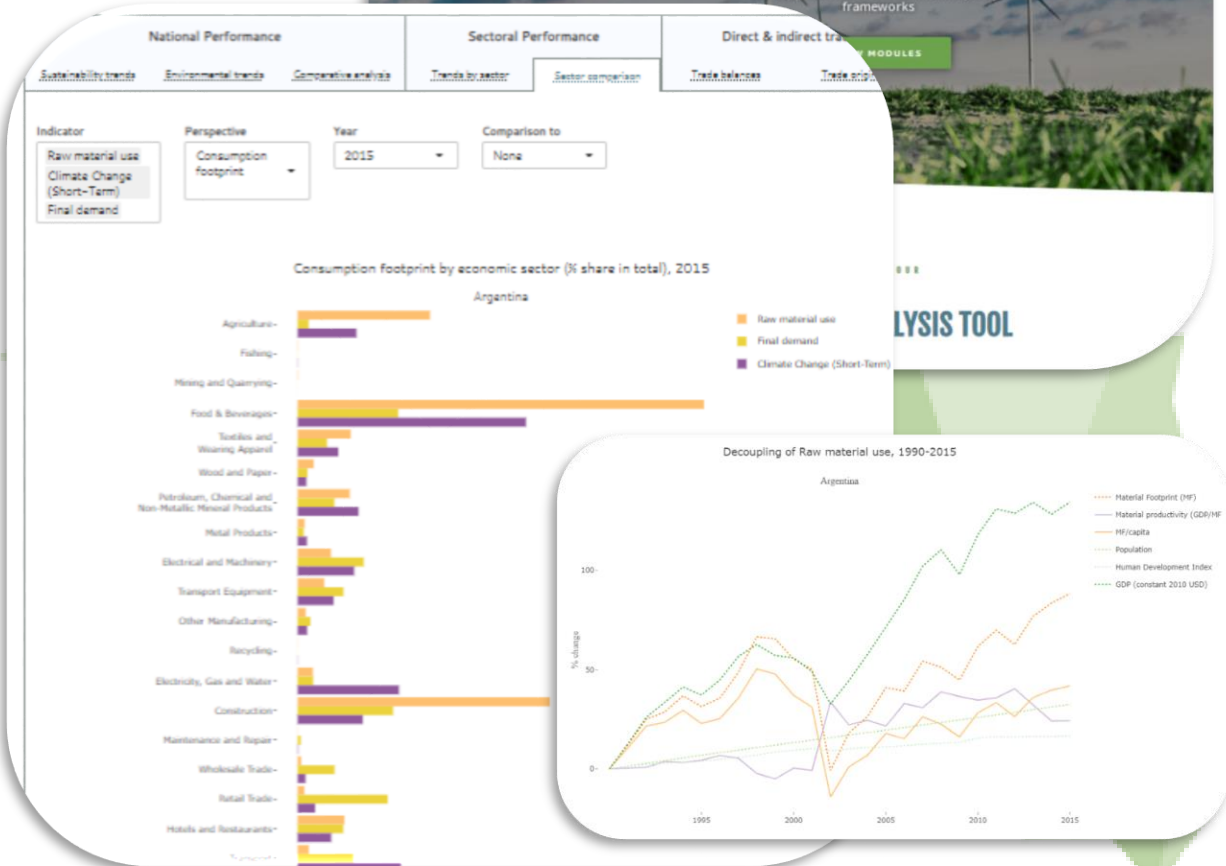 frameworks
MODULES
National Performance
Sectoral Performance
Direct & indirect
Sustainability trends
Environmental trends
Comparative analysis
Trends by sector
Sector comparison
Trade balances
Trade
Indicator
Perspective
Year
Comparison to
Raw material use
Climate Change
(Short-Term)
Final demand
Consumption
footprint
2015
None
LYSIS TOOL
Consumption footprint by economic sector (% share in total), 2015
Argentina
Raw material use
Final demand
Climate Change (Short-Term)
Agriculture
Fishing
Mining and Quarrying
Food & Beverages
Textiles and
Wearing Apparel
Wood and Paper
Petroleum, Chemical and
Non-Metallic Mineral Products
Metal Products
Electrical and Machinery
Transport Equipment
Other Manufacturing
Recycling
Electricity, Gas and Water
Construction
Maintenance and Repair
Wholesale Trade
Retail Trade
Hotels and Restaurants
Decoupling of Raw material use, 1990-2015
Argentina
Material Footprint (MF)
Material productivity (GDP/MF
MF/capita
Population
Human Development Index
GDP (constant 2010 USD)
% change
100
50
0
1995
2000
2005
2010
2015